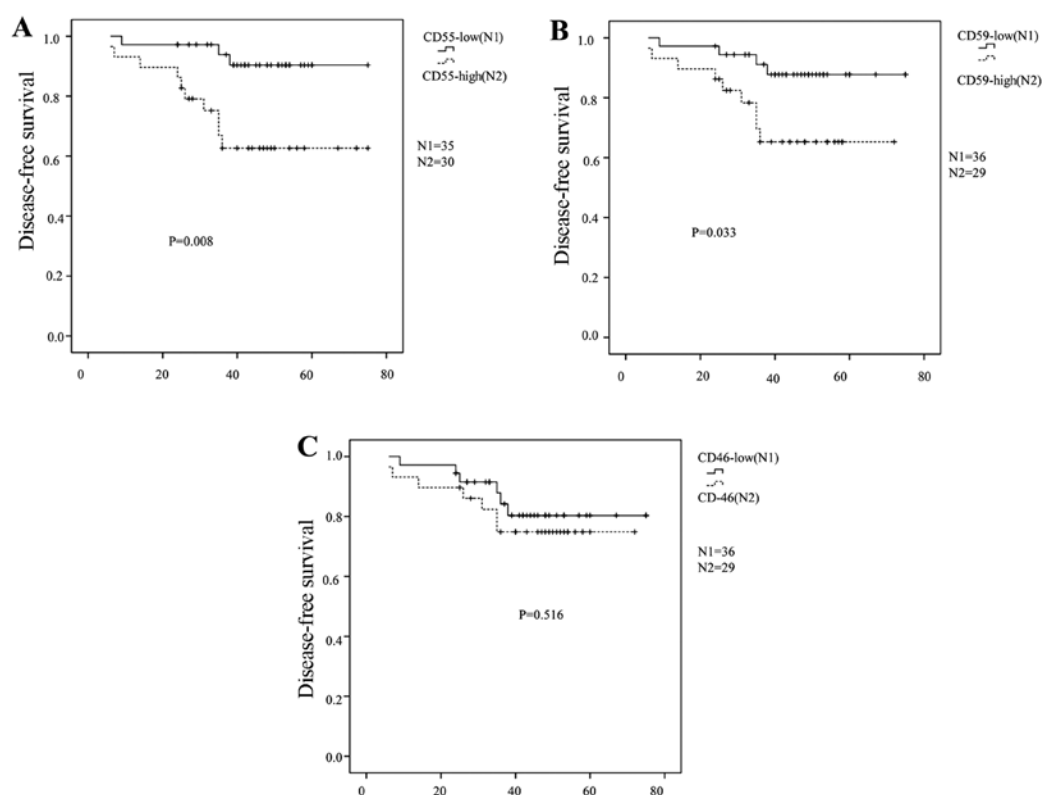 A
Disease-free survival
1.0
0.8
0.6
0.4
0.2
0.0
0 20 40 60 80
P=0.008
CD55-low(N1)
CD55-high(N2)
N1=35
N2=30
B
Disease-free survival
1.0
0.8
0.6
0.4
0.2
0.0
0 20 40 60 80
P=0.033
CD59-low(N1)
CD59-high(N2)
N1=36
N2=29
C
Disease-free survival
1.0
0.8
0.6
0.4
0.2
0.0
0 20 40 60 80
P=0.516
CD46-low(N1)
CD-46(N2)
N1=36
N2=29